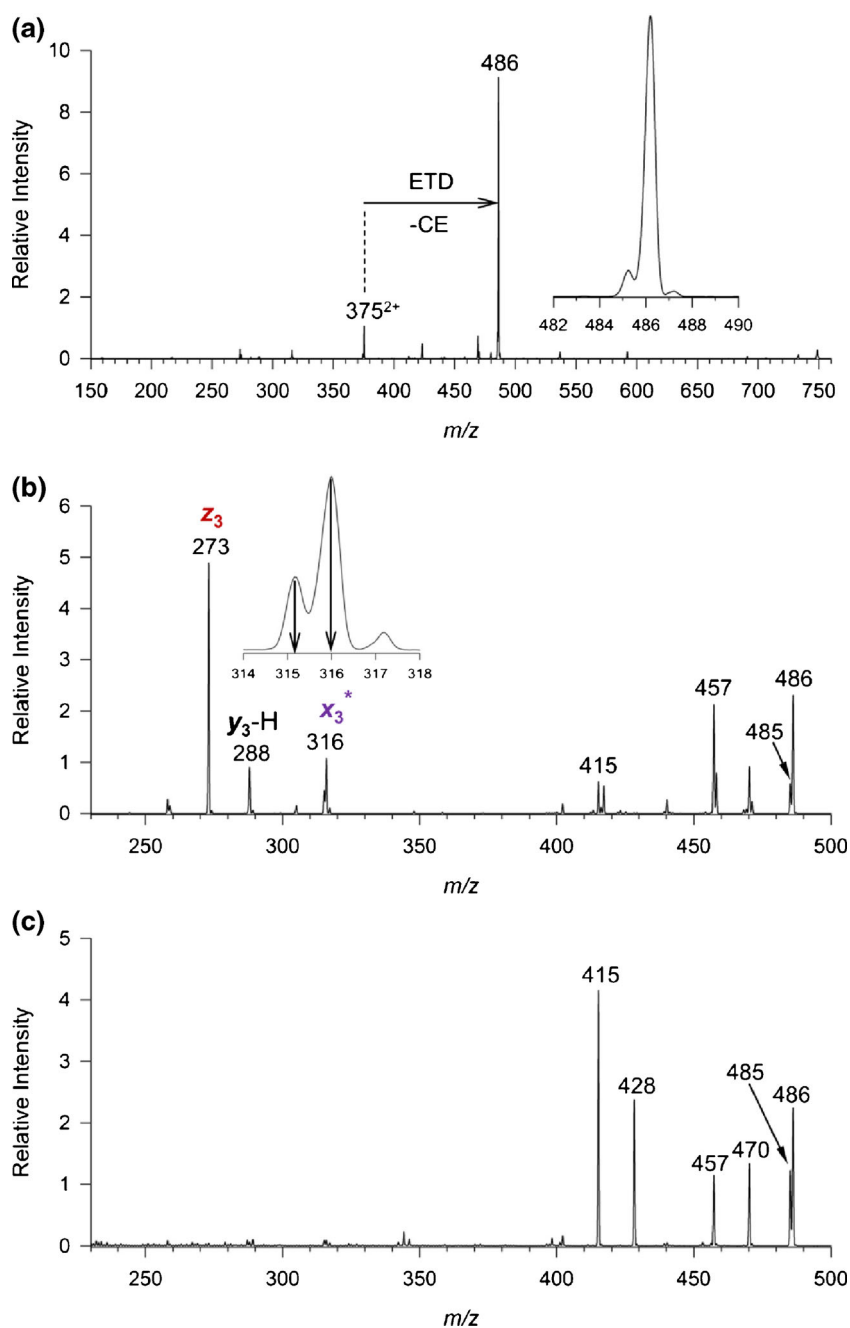 (a)
10
8
6
4
2
0
Relative Intensity
486
ETD
-CE
375²⁺
482 484 486 488 490
150 200 250 300 350 400 450 500 550 600 650 700 750
m/z
(b)
6
5
4
3
2
1
0
Relative Intensity
z₃
273
314 315 316 317 318
y₃-H
288
x₃*
316
415
457
485
486
250 300 350 400 450 500
m/z
(c)
5
4
3
2
1
0
Relative Intensity
415
428
457
470
485
486
250 300 350 400 450 500
m/z